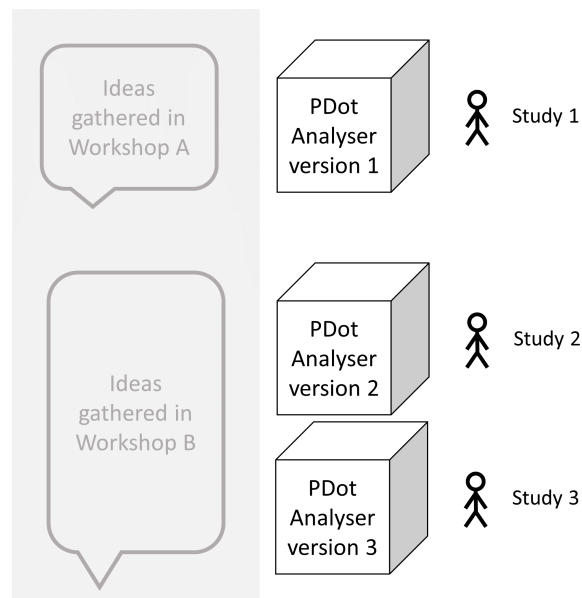 Ideas
gathered in
Workshop A
PDot
Analyser
version 1
Study 1
Ideas
gathered in
Workshop B
PDot
Analyser
version 2
Study 2
PDot
Analyser
version 3
Study 3